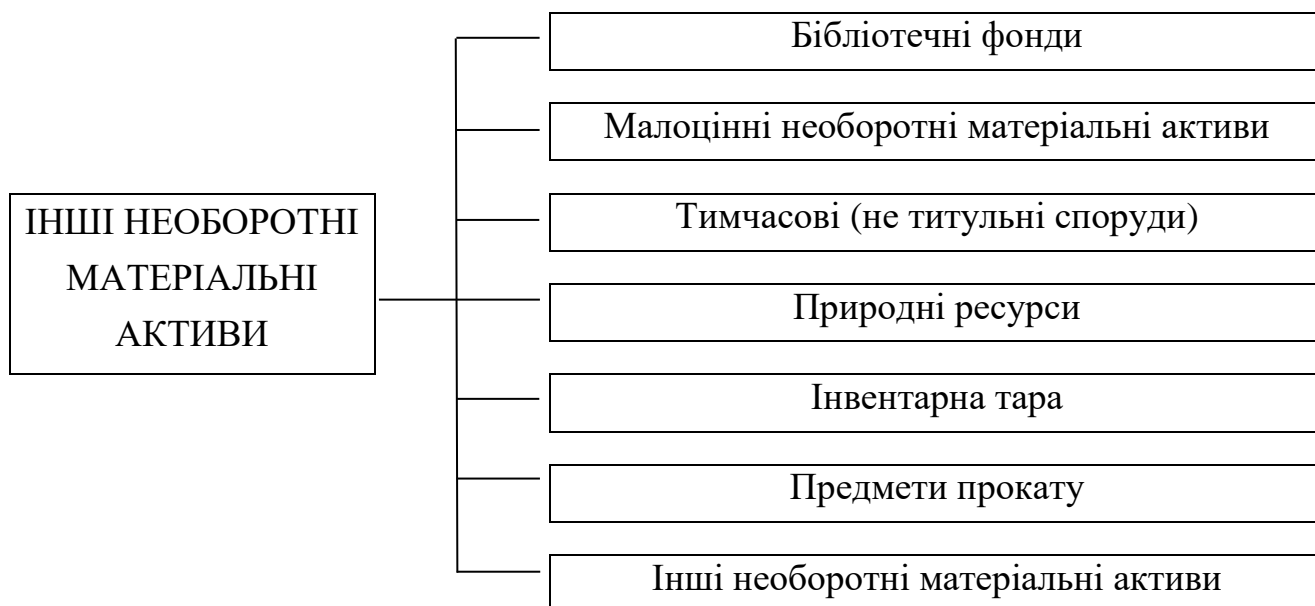 ІНШІ НЕОБОРОТНІ
МАТЕРІАЛЬНІ
АКТИВИ
Бібліотечні фонди
Малоцінні необоротні матеріальні активи
Тимчасові (не титульні споруди)
Природні ресурси
Інвентарна тара
Предмети прокату
Інші необоротні матеріальні активи